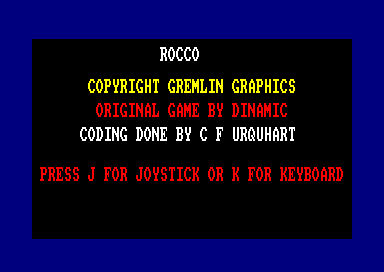 ROCCO
COPYRIGHT GREMLIN GRAPHICS
ORIGINAL GAME BY DINAMIC
CODING DONE BY C F URQUHART
PRESS J FOR JOYSTICK OR K FOR KEYBOARD